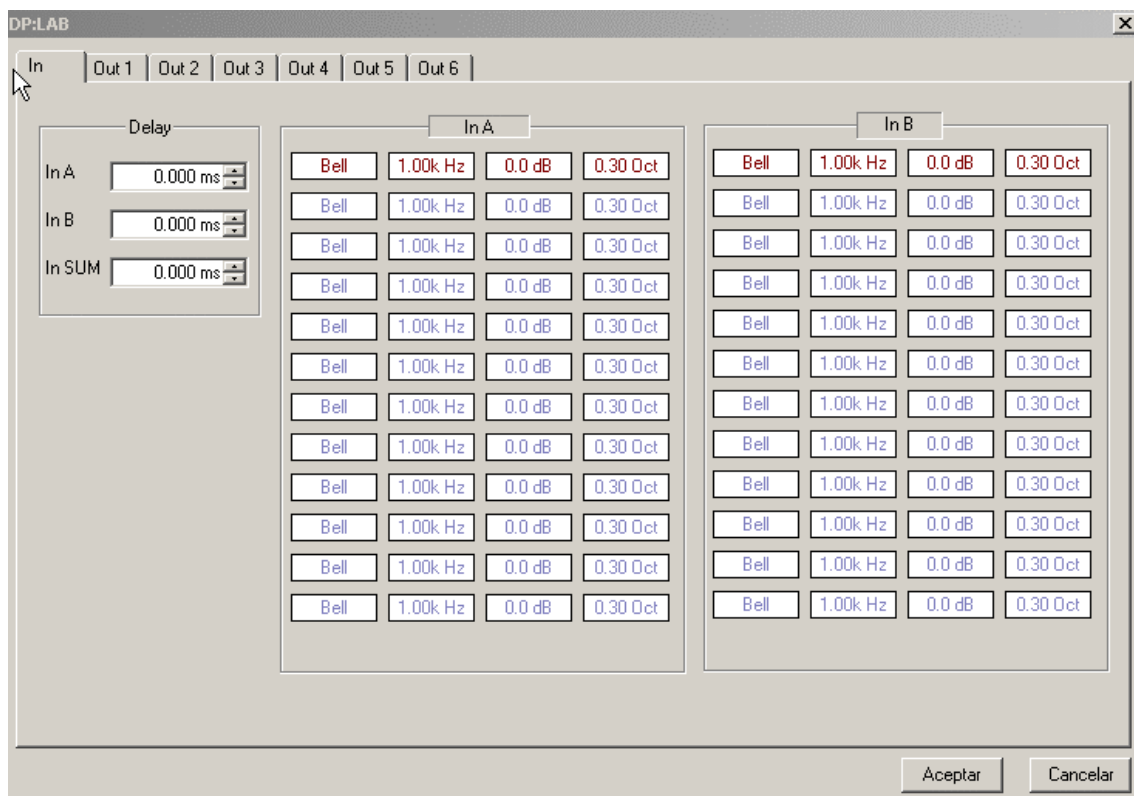 DP:LAB
In Out 1 Out 2 Out 3 Out 4 Out 5 Out 6
Delay
In A 0.000 ms
In B 0.000 ms
In SUM 0.000 ms
In A
Bell 1.00k Hz 0.0 dB 0.30 Oct
Bell 1.00k Hz 0.0 dB 0.30 Oct
Bell 1.00k Hz 0.0 dB 0.30 Oct
Bell 1.00k Hz 0.0 dB 0.30 Oct
Bell 1.00k Hz 0.0 dB 0.30 Oct
Bell 1.00k Hz 0.0 dB 0.30 Oct
Bell 1.00k Hz 0.0 dB 0.30 Oct
Bell 1.00k Hz 0.0 dB 0.30 Oct
Bell 1.00k Hz 0.0 dB 0.30 Oct
Bell 1.00k Hz 0.0 dB 0.30 Oct
Bell 1.00k Hz 0.0 dB 0.30 Oct
Bell 1.00k Hz 0.0 dB 0.30 Oct
In B
Bell 1.00k Hz 0.0 dB 0.30 Oct
Bell 1.00k Hz 0.0 dB 0.30 Oct
Bell 1.00k Hz 0.0 dB 0.30 Oct
Bell 1.00k Hz 0.0 dB 0.30 Oct
Bell 1.00k Hz 0.0 dB 0.30 Oct
Bell 1.00k Hz 0.0 dB 0.30 Oct
Bell 1.00k Hz 0.0 dB 0.30 Oct
Bell 1.00k Hz 0.0 dB 0.30 Oct
Bell 1.00k Hz 0.0 dB 0.30 Oct
Bell 1.00k Hz 0.0 dB 0.30 Oct
Bell 1.00k Hz 0.0 dB 0.30 Oct
Bell 1.00k Hz 0.0 dB 0.30 Oct
Aceptar Cancelar